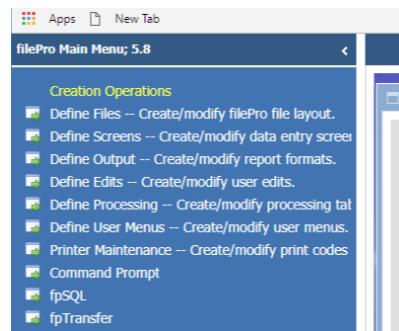 Apps New Tab
filePro Main Menu; 5.8
Creation Operations
Define Files -- Create/modify filePro file layout.
Define Screens -- Create/modify data entry screen
Define Output -- Create/modify report formats.
Define Edits -- Create/modify user edits.
Define Processing -- Create/modify processing tab
Define User Menus -- Create/modify user menus.
Printer Maintenance -- Create/modify print codes
Command Prompt
fpSQL
fpTransfer